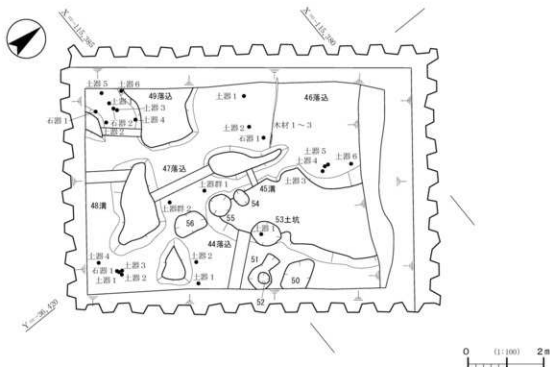 X=-115,385
X=-115,380
土器5
土器6
49落込
土器1
46落込
土器1
土器3
石器1
石器2
土器4
土器2
土器2
木材1～3
石器1
土器5
土器4
土器6
47落込
土器3
土器群1
45溝
48溝
54
土器群2
55
53土坑
56
土器1
44落込
土器4
土器2
石器1
土器3
51
土器1
土器2
50
土器1
52
Y=-36,420
0
(1:100)
2m